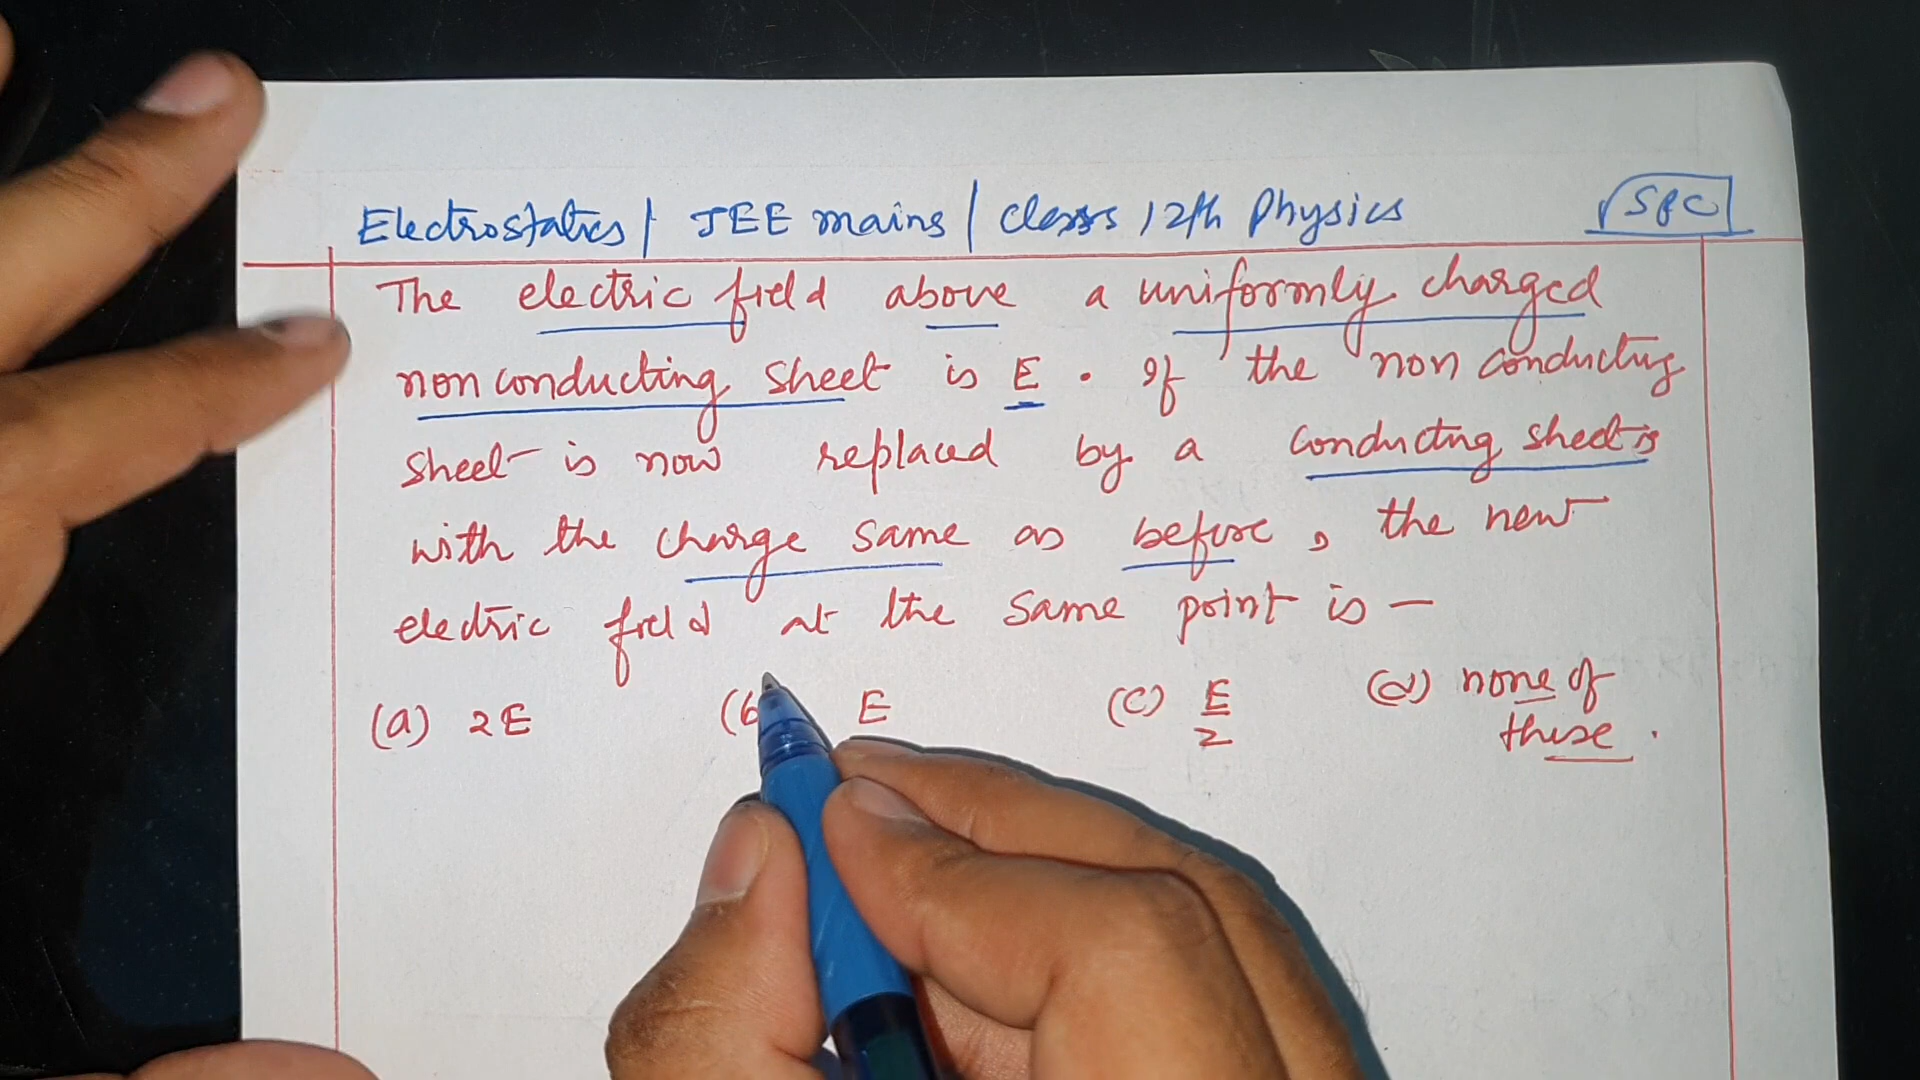 Electrostatics | JEE mains | class 12th Physics
SPC
The electric field above a uniformly charged
nonconducting sheet is E. If the non conducting
sheet is now replaced by a conducting sheet is
with the charge same as before, the new
electric field at the same point is —
(a) 2E (b E (c) E/2 (d) none of
these.